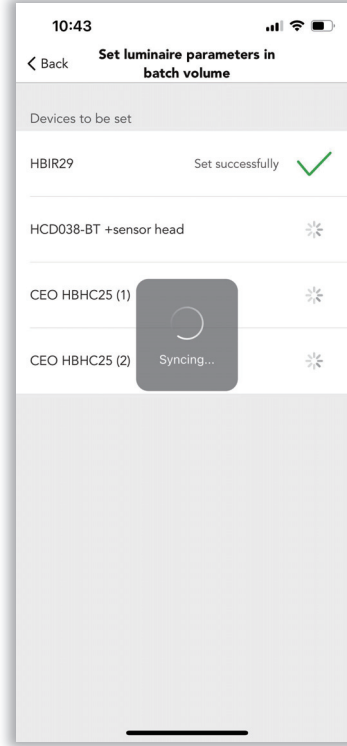 10:43
Back
Set luminaire parameters in
batch volume
Devices to be set
HBIR29 Set successfully
HCD038-BT +sensor head
CEO HBHC25 (1)
Syncing...
CEO HBHC25 (2)